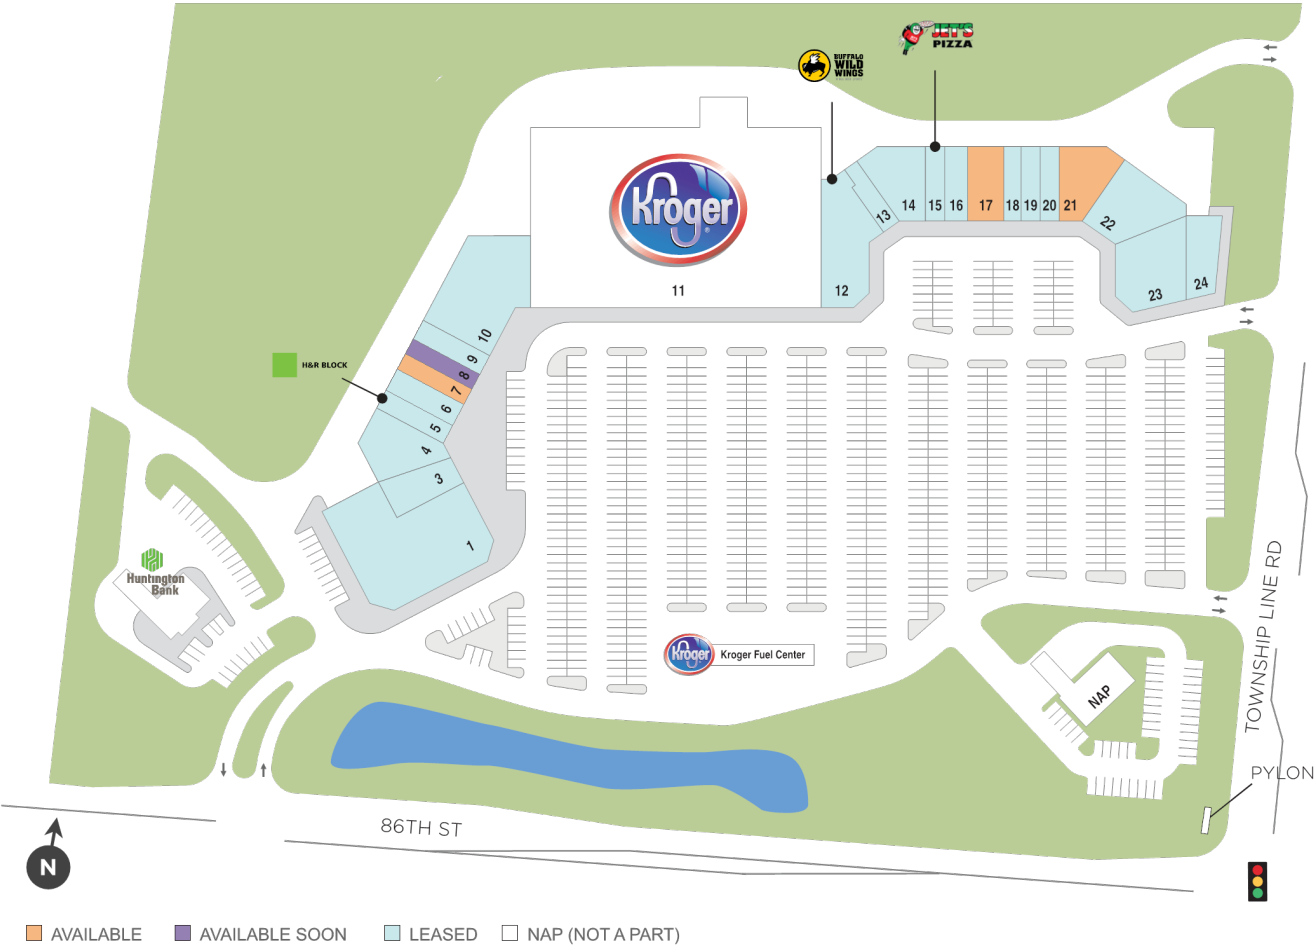 JET'S
PIZZA
BUFFALO
WILD
WINGS
Kroger
11
12
13
14
15
16
17
18
19
20
21
22
23
24
10
9
8
7
6
5
4
3
1
H&R BLOCK
Huntington
Bank
Kroger
Kroger Fuel Center
NAP
TOWNSHIP LINE RD
PYLON
86TH ST
N
AVAILABLE
AVAILABLE SOON
LEASED
NAP (NOT A PART)